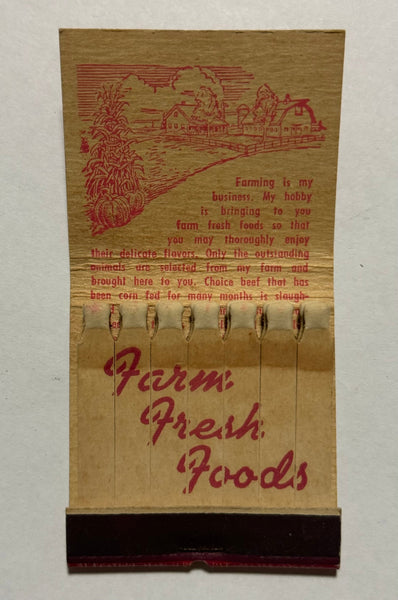 Farming is my
business. My hobby
is bringing to you
farm fresh foods so that
you may thoroughly enjoy
their delicate flavors. Only the outstanding
animals are selected from my farm and
brought here to you. Choice beef that has
been corn fed for many months is slaugh-
Farm
Fresh
Foods